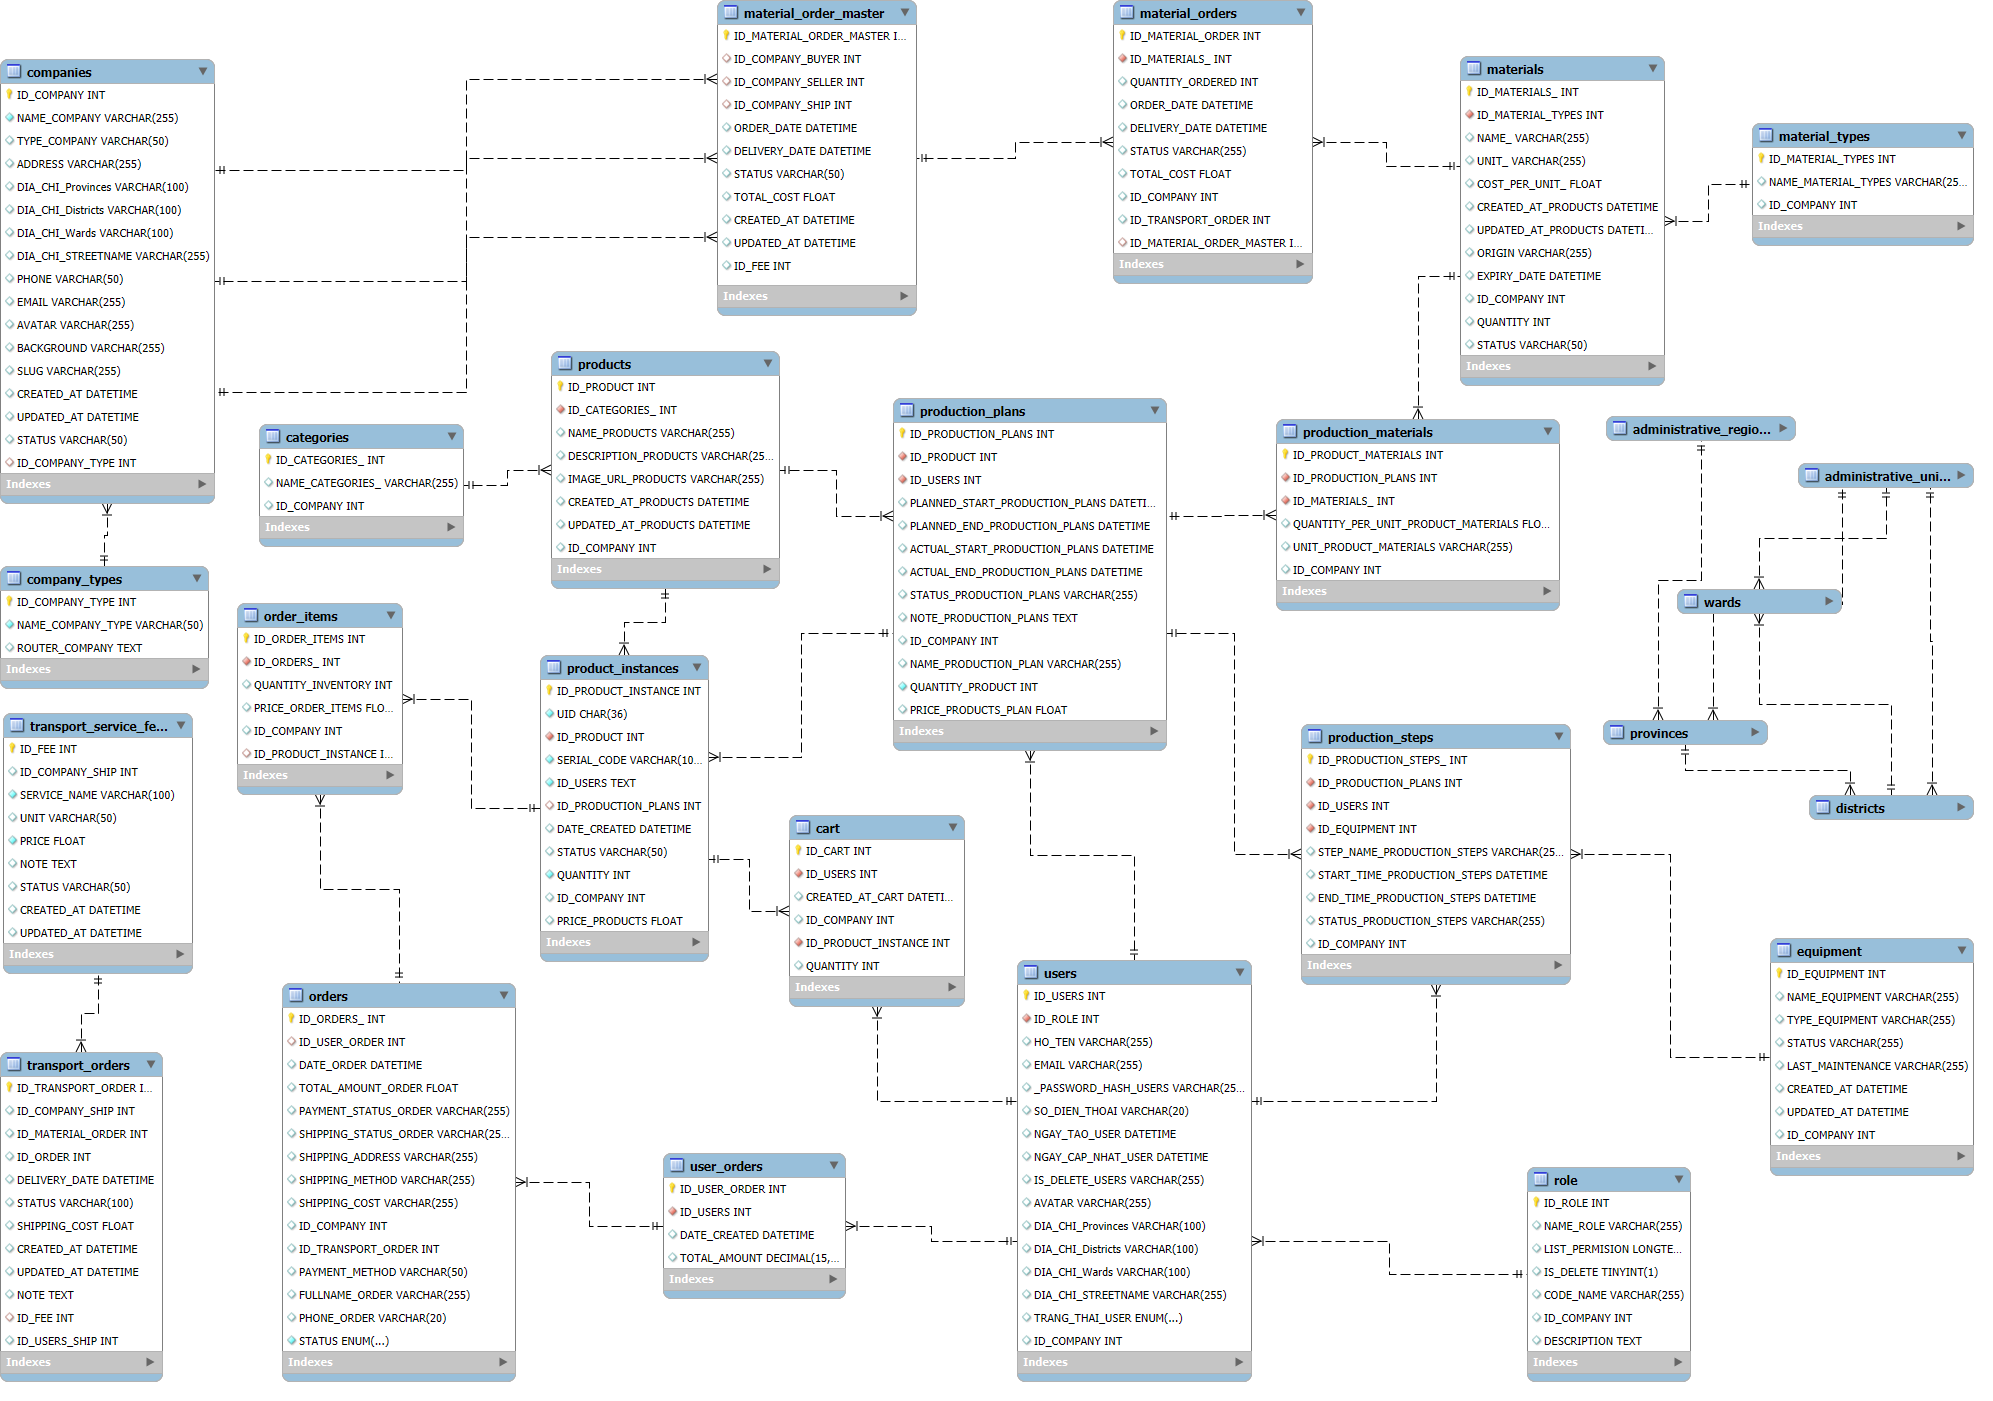 material_order_master
ID_MATERIAL_ORDER_MASTER I...
ID_COMPANY_BUYER INT
ID_COMPANY_SELLER INT
ID_COMPANY_SHIP INT
ORDER_DATE DATETIME
DELIVERY_DATE DATETIME
STATUS VARCHAR(50)
TOTAL_COST FLOAT
CREATED_AT DATETIME
UPDATED_AT DATETIME
ID_FEE INT
Indexes
material_orders
ID_MATERIAL_ORDER INT
ID_MATERIALS_ INT
QUANTITY_ORDERED INT
ORDER_DATE DATETIME
DELIVERY_DATE DATETIME
STATUS VARCHAR(255)
TOTAL_COST FLOAT
ID_COMPANY INT
ID_TRANSPORT_ORDER INT
ID_MATERIAL_ORDER_MASTER I...
Indexes
companies
ID_COMPANY INT
NAME_COMPANY VARCHAR(255)
TYPE_COMPANY VARCHAR(50)
ADDRESS VARCHAR(255)
DIA_CHI_Provinces VARCHAR(100)
DIA_CHI_Districts VARCHAR(100)
DIA_CHI_Wards VARCHAR(100)
DIA_CHI_STREETNAME VARCHAR(255)
PHONE VARCHAR(50)
EMAIL VARCHAR(255)
AVATAR VARCHAR(255)
BACKGROUND VARCHAR(255)
SLUG VARCHAR(255)
CREATED_AT DATETIME
UPDATED_AT DATETIME
STATUS VARCHAR(50)
ID_COMPANY_TYPE INT
Indexes
materials
ID_MATERIALS_ INT
ID_MATERIAL_TYPES INT
NAME_ VARCHAR(255)
UNIT_ VARCHAR(255)
COST_PER_UNIT_ FLOAT
CREATED_AT_PRODUCTS DATETIME
UPDATED_AT_PRODUCTS DATETI...
ORIGIN VARCHAR(255)
EXPIRY_DATE DATETIME
ID_COMPANY INT
QUANTITY INT
STATUS VARCHAR(50)
Indexes
material_types
ID_MATERIAL_TYPES INT
NAME_MATERIAL_TYPES VARCHAR(25...
ID_COMPANY INT
Indexes
products
ID_PRODUCT INT
ID_CATEGORIES_ INT
NAME_PRODUCTS VARCHAR(255)
DESCRIPTION_PRODUCTS VARCHAR(25...
IMAGE_URL_PRODUCTS VARCHAR(255)
CREATED_AT_PRODUCTS DATETIME
UPDATED_AT_PRODUCTS DATETIME
ID_COMPANY INT
Indexes
categories
ID_CATEGORIES_ INT
NAME_CATEGORIES_ VARCHAR(255)
ID_COMPANY INT
Indexes
production_plans
ID_PRODUCTION_PLANS INT
ID_PRODUCT INT
ID_USERS INT
PLANNED_START_PRODUCTION_PLANS DATETI...
PLANNED_END_PRODUCTION_PLANS DATETIME
ACTUAL_START_PRODUCTION_PLANS DATETIME
ACTUAL_END_PRODUCTION_PLANS DATETIME
STATUS_PRODUCTION_PLANS VARCHAR(255)
NOTE_PRODUCTION_PLANS TEXT
ID_COMPANY INT
NAME_PRODUCTION_PLAN VARCHAR(255)
QUANTITY_PRODUCT INT
PRICE_PRODUCTS_PLAN FLOAT
Indexes
production_materials
ID_PRODUCT_MATERIALS INT
ID_PRODUCTION_PLANS INT
ID_MATERIALS_ INT
QUANTITY_PER_UNIT_PRODUCT_MATERIALS FLO...
UNIT_PRODUCT_MATERIALS VARCHAR(255)
ID_COMPANY INT
Indexes
administrative_regio...
administrative_uni...
wards
provinces
districts
company_types
ID_COMPANY_TYPE INT
NAME_COMPANY_TYPE VARCHAR(50)
ROUTER_COMPANY TEXT
Indexes
order_items
ID_ORDER_ITEMS INT
ID_ORDERS_ INT
QUANTITY_INVENTORY INT
PRICE_ORDER_ITEMS FLO...
ID_COMPANY INT
ID_PRODUCT_INSTANCE I...
Indexes
product_instances
ID_PRODUCT_INSTANCE INT
UID CHAR(36)
ID_PRODUCT INT
SERIAL_CODE VARCHAR(10...
ID_USERS TEXT
ID_PRODUCTION_PLANS INT
DATE_CREATED DATETIME
STATUS VARCHAR(50)
QUANTITY INT
ID_COMPANY INT
PRICE_PRODUCTS FLOAT
Indexes
transport_service_fe...
ID_FEE INT
ID_COMPANY_SHIP INT
SERVICE_NAME VARCHAR(100)
UNIT VARCHAR(50)
PRICE FLOAT
NOTE TEXT
STATUS VARCHAR(50)
CREATED_AT DATETIME
UPDATED_AT DATETIME
Indexes
production_steps
ID_PRODUCTION_STEPS_ INT
ID_PRODUCTION_PLANS INT
ID_USERS INT
ID_EQUIPMENT INT
STEP_NAME_PRODUCTION_STEPS VARCHAR(25...
START_TIME_PRODUCTION_STEPS DATETIME
END_TIME_PRODUCTION_STEPS DATETIME
STATUS_PRODUCTION_STEPS VARCHAR(255)
ID_COMPANY INT
Indexes
cart
ID_CART INT
ID_USERS INT
CREATED_AT_CART DATETI...
ID_COMPANY INT
ID_PRODUCT_INSTANCE INT
QUANTITY INT
Indexes
equipment
ID_EQUIPMENT INT
NAME_EQUIPMENT VARCHAR(255)
TYPE_EQUIPMENT VARCHAR(255)
STATUS VARCHAR(255)
LAST_MAINTENANCE VARCHAR(255)
CREATED_AT DATETIME
UPDATED_AT DATETIME
ID_COMPANY INT
Indexes
users
ID_USERS INT
ID_ROLE INT
HO_TEN VARCHAR(255)
EMAIL VARCHAR(255)
_PASSWORD_HASH_USERS VARCHAR(25...
SO_DIEN_THOAI VARCHAR(20)
NGAY_TAO_USER DATETIME
NGAY_CAP_NHAT_USER DATETIME
IS_DELETE_USERS VARCHAR(255)
AVATAR VARCHAR(255)
DIA_CHI_Provinces VARCHAR(100)
DIA_CHI_Districts VARCHAR(100)
DIA_CHI_Wards VARCHAR(100)
DIA_CHI_STREETNAME VARCHAR(255)
TRANG_THAI_USER ENUM(...)
ID_COMPANY INT
Indexes
orders
ID_ORDERS_ INT
ID_USER_ORDER INT
DATE_ORDER DATETIME
TOTAL_AMOUNT_ORDER FLOAT
PAYMENT_STATUS_ORDER VARCHAR(255)
SHIPPING_STATUS_ORDER VARCHAR(25...
SHIPPING_ADDRESS VARCHAR(255)
SHIPPING_METHOD VARCHAR(255)
SHIPPING_COST VARCHAR(255)
ID_COMPANY INT
ID_TRANSPORT_ORDER INT
PAYMENT_METHOD VARCHAR(50)
FULLNAME_ORDER VARCHAR(255)
PHONE_ORDER VARCHAR(20)
STATUS ENUM(...)
Indexes
transport_orders
ID_TRANSPORT_ORDER I...
ID_COMPANY_SHIP INT
ID_MATERIAL_ORDER INT
ID_ORDER INT
DELIVERY_DATE DATETIME
STATUS VARCHAR(100)
SHIPPING_COST FLOAT
CREATED_AT DATETIME
UPDATED_AT DATETIME
NOTE TEXT
ID_FEE INT
ID_USERS_SHIP INT
Indexes
user_orders
ID_USER_ORDER INT
ID_USERS INT
DATE_CREATED DATETIME
TOTAL_AMOUNT DECIMAL(15,...
Indexes
role
ID_ROLE INT
NAME_ROLE VARCHAR(255)
LIST_PERMISION LONGTE...
IS_DELETE TINYINT(1)
CODE_NAME VARCHAR(255)
ID_COMPANY INT
DESCRIPTION TEXT
Indexes